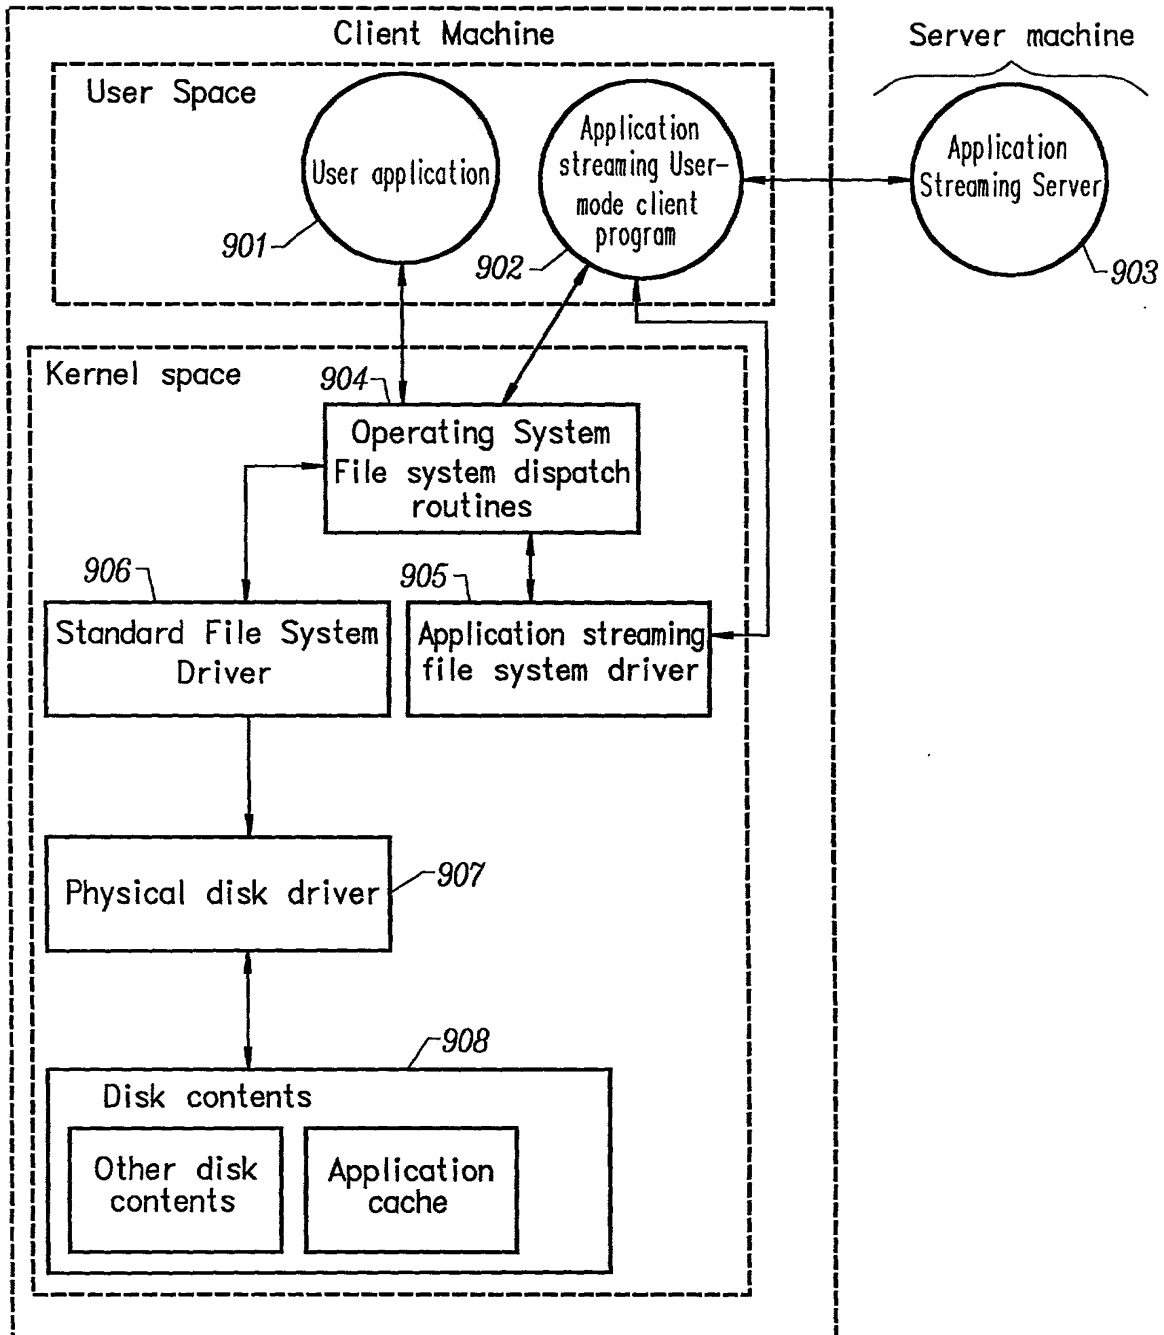 Client Machine
Server machine
User Space
User application
Application
streaming User-
mode client
program
Application
Streaming Server
901
902
903
Kernel space
904
Operating System
File system dispatch
routines
906
905
Standard File System
Driver
Application streaming
file system driver
Physical disk driver
907
908
Disk contents
Other disk
contents
Application
cache